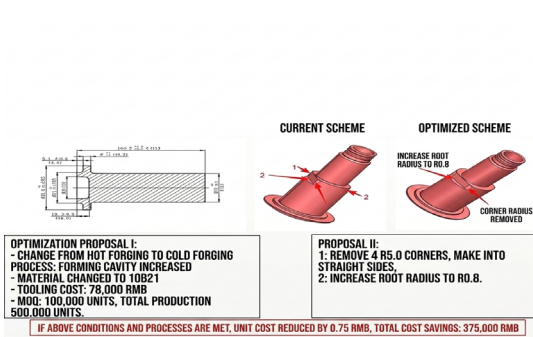 CURRENT SCHEME
OPTIMIZED SCHEME
INCREASE ROOT
RADIUS TO R0.8
1
2
2
CORNER RADIUS
REMOVED
OPTIMIZATION PROPOSAL I:
- CHANGE FROM HOT FORGING TO COLD FORGING
PROCESS: FORMING CAVITY INCREASED
- MATERIAL CHANGED TO 10B21
- TOOLING COST: 78,000 RMB
- MOQ: 100,000 UNITS, TOTAL PRODUCTION
500,000 UNITS.
PROPOSAL II:
1: REMOVE 4 R5.0 CORNERS, MAKE INTO
STRAIGHT SIDES,
2: INCREASE ROOT RADIUS TO R0.8.
IF ABOVE CONDITIONS AND PROCESSES ARE MET, UNIT COST REDUCED BY 0.75 RMB, TOTAL COST SAVINGS: 375,000 RMB